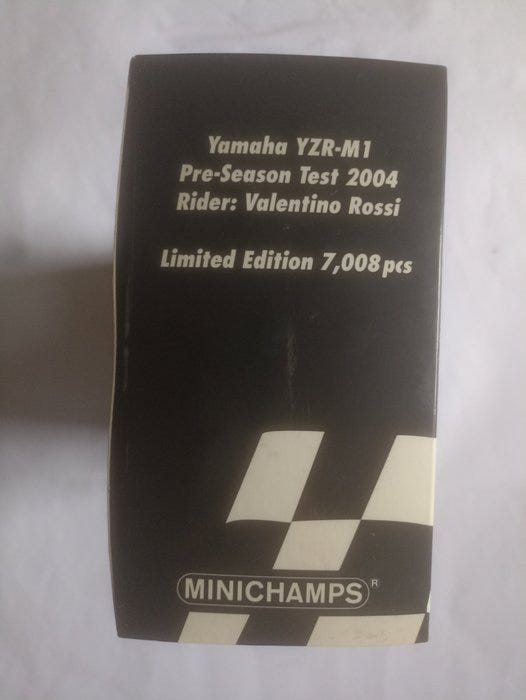 Yamaha YZR-M1
Pre-Season Test 2004
Rider: Valentino Rossi
Limited Edition 7,008 pcs
MINICHAMPS®